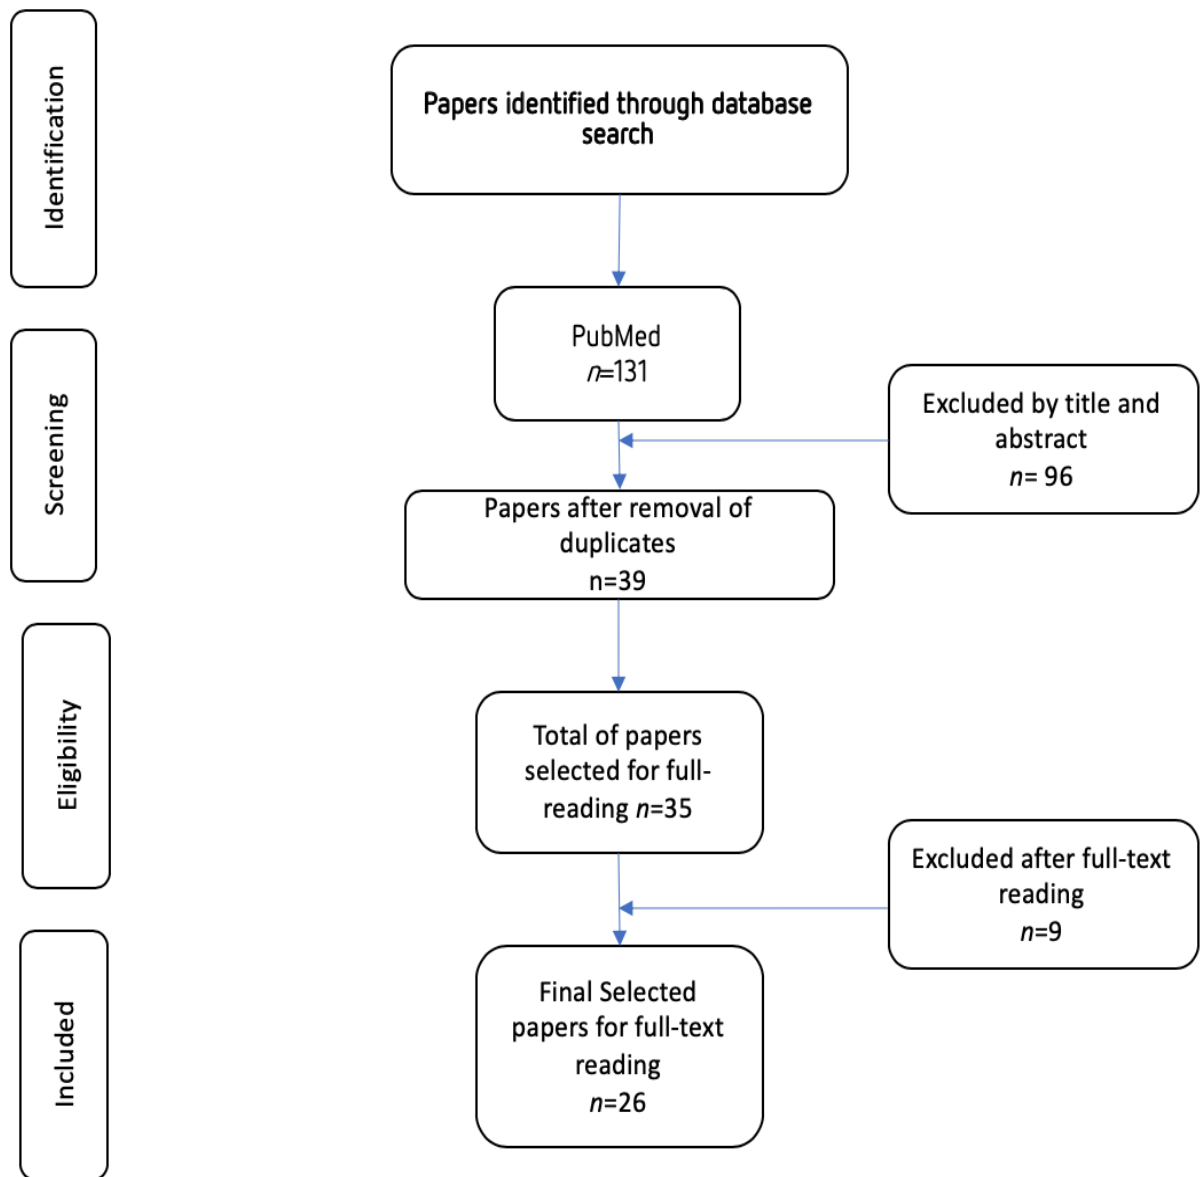 Identification
Papers identified through database
search
PubMed
n=131
Screening
Excluded by title and
abstract
n= 96
Papers after removal of
duplicates
n=39
Eligibility
Total of papers
selected for full-
reading n=35
Excluded after full-text
reading
n=9
Included
Final Selected
papers for full-text
reading
n=26